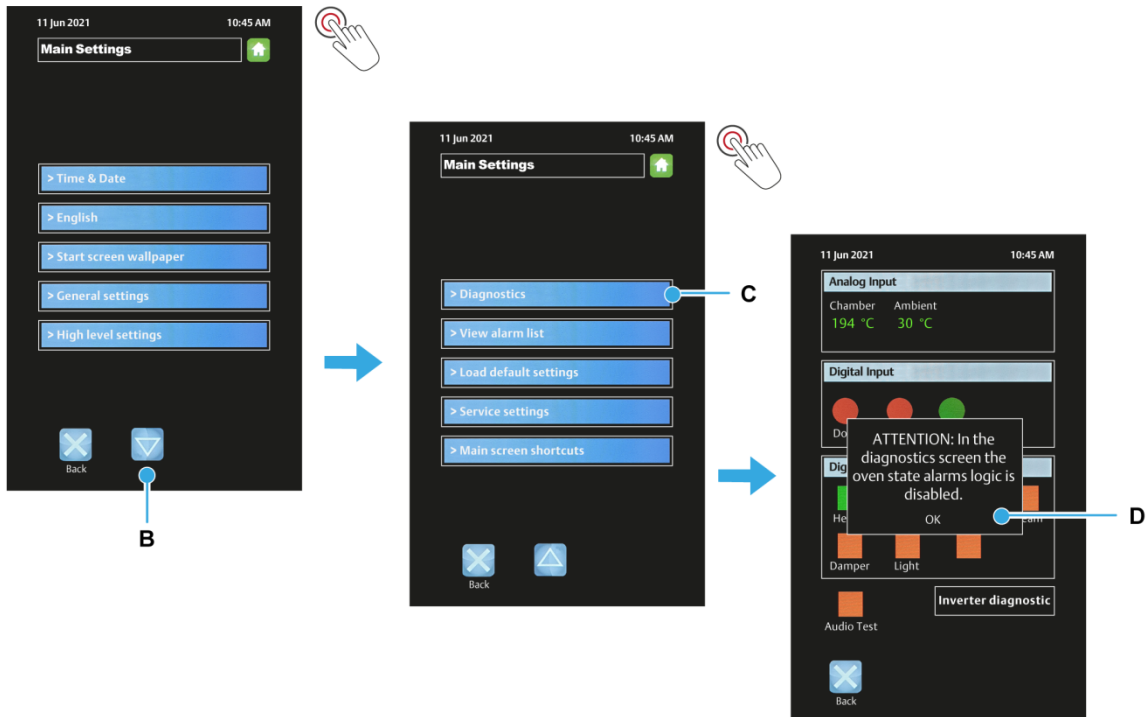 11 Jun 2021 10:45 AM
Main Settings
> Time & Date
> English
> Start screen wallpaper
> General settings
> High level settings
Back
B
11 Jun 2021 10:45 AM
Main Settings
> Diagnostics
C
> View alarm list
> Load default settings
> Service settings
> Main screen shortcuts
Back
11 Jun 2021 10:45 AM
Analog Input
Chamber Ambient
194 °C 30 °C
Digital Input
ATTENTION: In the
diagnostics screen the
oven state alarms logic is
disabled.
OK
D
Damper Light
Inverter diagnostic
Audio Test
Back